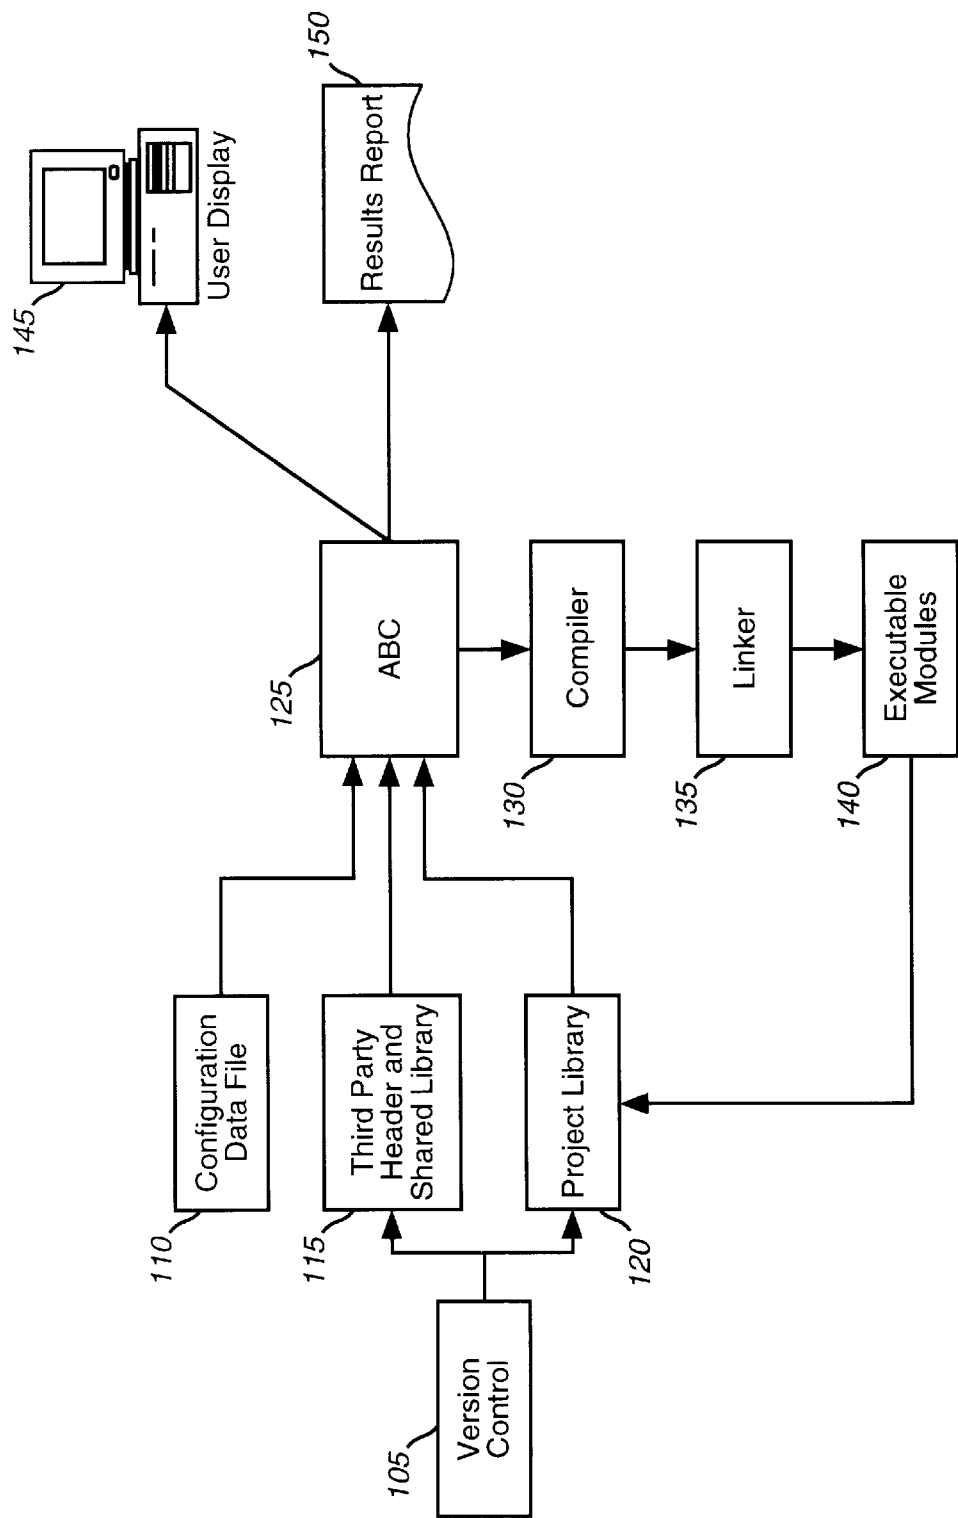 145
User Display
150
Results Report
125
ABC
130
Compiler
135
Linker
140
Executable
Modules
110
Configuration
Data File
115
Third Party
Header and
Shared Library
120
Project Library
105
Version
Control